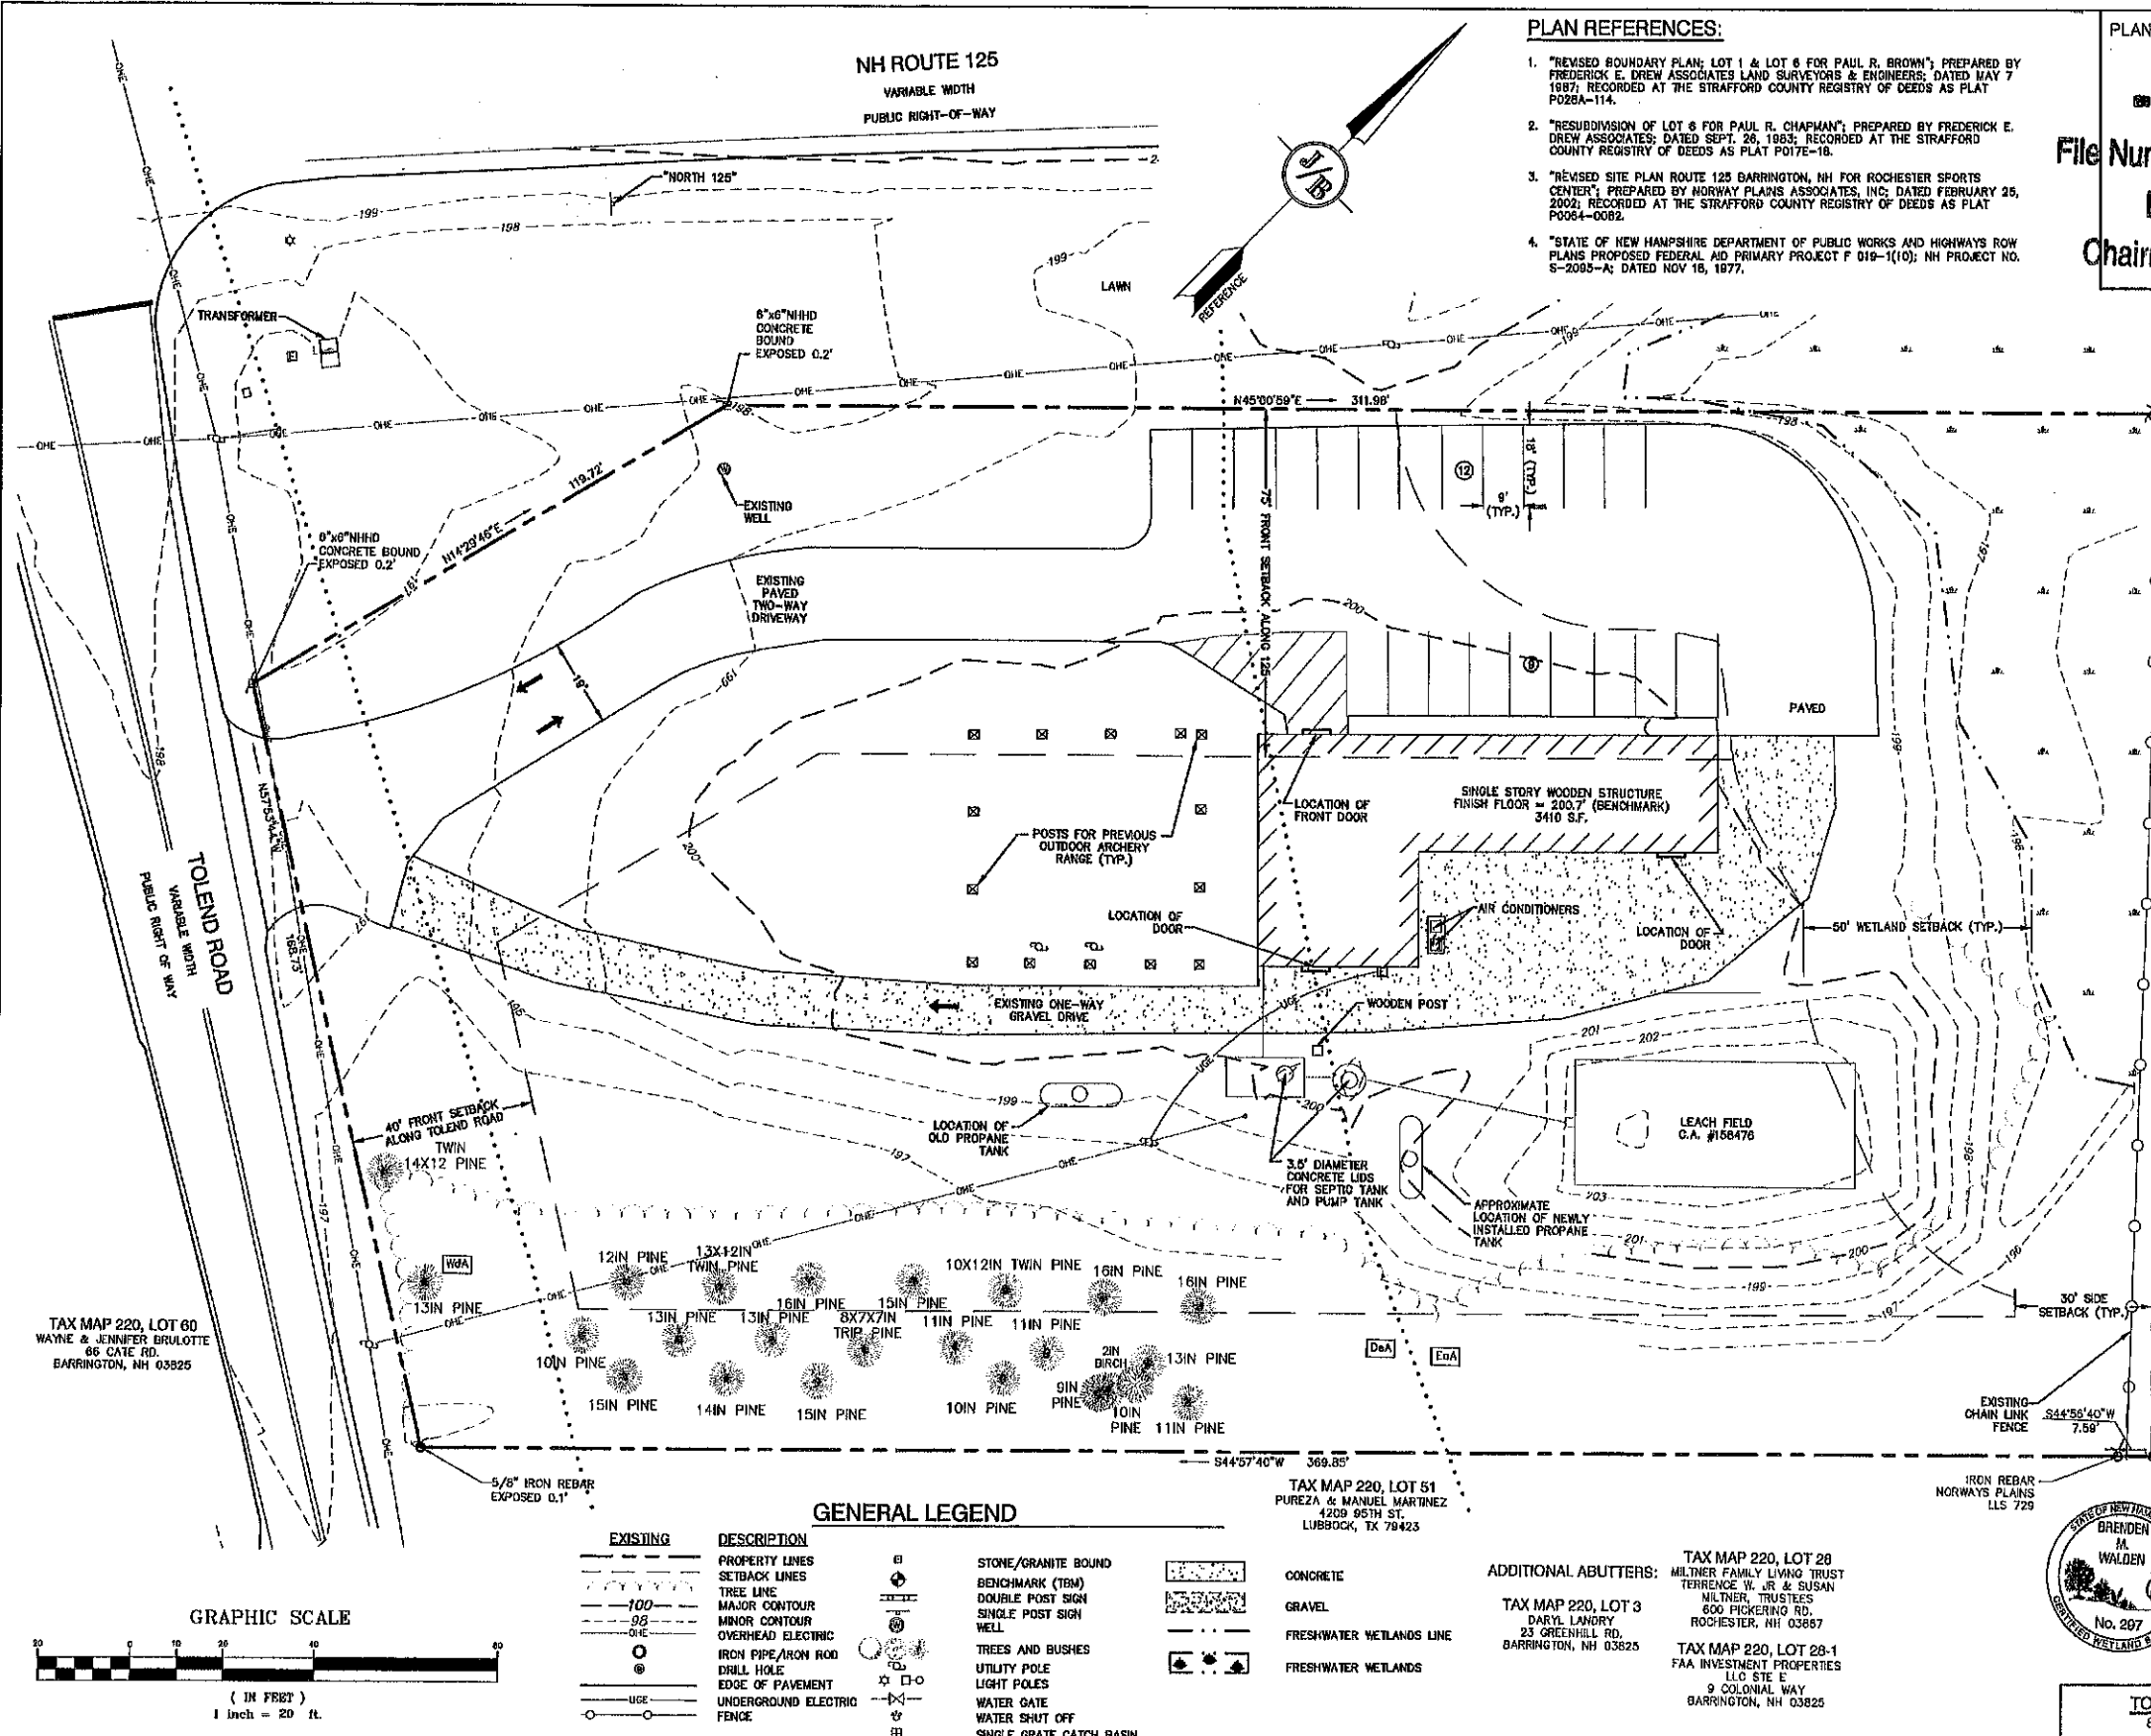 NH ROUTE 125
VARIABLE WIDTH
PUBLIC RIGHT-OF-WAY
"NORTH 125"
PLAN REFERENCES:
1. "REVISED BOUNDARY PLAN; LOT 1 & LOT 6 FOR PAUL R. BROWN"; PREPARED BY
FREDERICK E. DREW ASSOCIATES LAND SURVEYORS & ENGINEERS; DATED MAY 7
1987; RECORDED AT THE STRAFFORD COUNTY REGISTRY OF DEEDS AS PLAT
P028A-114.
2. "RESUBDIVISION OF LOT 6 FOR PAUL R. CHAPMAN"; PREPARED BY FREDERICK E.
DREW ASSOCIATES; DATED SEPT. 26, 1983; RECORDED AT THE STRAFFORD
COUNTY REGISTRY OF DEEDS AS PLAT P017E-18.
3. "REVISED SITE PLAN ROUTE 125 BARRINGTON, NH FOR ROCHESTER SPORTS
CENTER"; PREPARED BY NORWAY PLAINS ASSOCIATES, INC; DATED FEBRUARY 25,
2002; RECORDED AT THE STRAFFORD COUNTY REGISTRY OF DEEDS AS PLAT
P0064-0082.
4. "STATE OF NEW HAMPSHIRE DEPARTMENT OF PUBLIC WORKS AND HIGHWAYS ROW
PLANS PROPOSED FEDERAL AID PRIMARY PROJECT F 019-1(10); NH PROJECT NO.
S-2095-A; DATED NOV 16, 1977.
PLAN
File Nur
Chair
J/B
REFERENCE
LAWN
TRANSFORMER
6"x6"NHHD
CONCRETE
BOUND
EXPOSED 0.2'
N45°00'59"E 311.98'
119.72'
N14°29'46"E
EXISTING
WELL
6"x6"NHHD
CONCRETE BOUND
EXPOSED 0.2'
EXISTING
PAVED
TWO-WAY
DRIVEWAY
75' FRONT SETBACK ALONG 125
12
9'
(TYP.)
18' (TYP.)
PAVED
SINGLE STORY WOODEN STRUCTURE
FINISH FLOOR = 200.7' (BENCHMARK)
3410 S.F.
LOCATION OF
FRONT DOOR
POSTS FOR PREVIOUS
OUTDOOR ARCHERY
RANGE (TYP.)
LOCATION OF
DOOR
AIR CONDITIONERS
LOCATION OF
DOOR
50' WETLAND SETBACK (TYP.)
EXISTING ONE-WAY
GRAVEL DRIVE
WOODEN POST
TOLEND ROAD
VARIABLE WIDTH
PUBLIC RIGHT OF WAY
40' FRONT SETBACK
ALONG TOLEND ROAD
TWIN
14X12 PINE
LOCATION OF
OLD PROPANE
TANK
3.5' DIAMETER
CONCRETE LIDS
FOR SEPTIC TANK
AND PUMP TANK
APPROXIMATE
LOCATION OF NEWLY
INSTALLED PROPANE
TANK
LEACH FIELD
C.A. #158476
WdA
13IN PINE
12IN PINE
13X12IN
TWIN PINE
16IN PINE
15IN PINE
10X12IN TWIN PINE
16IN PINE
16IN PINE
13IN PINE
13IN PINE
8X7X7IN
TRIP PINE
11IN PINE
11IN PINE
10IN PINE
15IN PINE
14IN PINE
15IN PINE
10IN PINE
2IN
BIRCH
13IN PINE
9IN
PINE
10IN
PINE
11IN PINE
DeA
EaA
30' SIDE
SETBACK (TYP.)
TAX MAP 220, LOT 60
WAYNE & JENNIFER BRULOTTE
66 CATE RD.
BARRINGTON, NH 03825
EXISTING
CHAIN LINK
FENCE
S44°56'40"W
7.59'
5/8" IRON REBAR
EXPOSED 0.1'
S44°57'40"W 369.85'
TAX MAP 220, LOT 51
PUREZA & MANUEL MARTINEZ
4209 95TH ST.
LUBBOCK, TX 79423
IRON REBAR
NORWAYS PLAINS
LLS 729
GENERAL LEGEND
EXISTING DESCRIPTION
PROPERTY LINES
SETBACK LINES
TREE LINE
100 MAJOR CONTOUR
98 MINOR CONTOUR
OHE OVERHEAD ELECTRIC
IRON PIPE/IRON ROD
DRILL HOLE
EDGE OF PAVEMENT
UGE UNDERGROUND ELECTRIC
FENCE
STONE/GRANITE BOUND
BENCHMARK (TBM)
DOUBLE POST SIGN
SINGLE POST SIGN
WELL
TREES AND BUSHES
UTILITY POLE
LIGHT POLES
WATER GATE
WATER SHUT OFF
SINGLE GRATE CATCH BASIN
CONCRETE
GRAVEL
FRESHWATER WETLANDS LINE
FRESHWATER WETLANDS
ADDITIONAL ABUTTERS:
TAX MAP 220, LOT 3
DARYL LANDRY
23 GREENHILL RD.
BARRINGTON, NH 03825
TAX MAP 220, LOT 28
MILTNER FAMILY LIVING TRUST
TERRENCE W. JR & SUSAN
MILTNER, TRUSTEES
600 PICKERING RD.
ROCHESTER, NH 03867
TAX MAP 220, LOT 28-1
FAA INVESTMENT PROPERTIES
LLC STE E
9 COLONIAL WAY
BARRINGTON, NH 03825
BRENDEN
M.
WALDEN
No. 297
GRAPHIC SCALE
20 0 10 20 40 80
( IN FEET )
1 inch = 20 ft.
TO